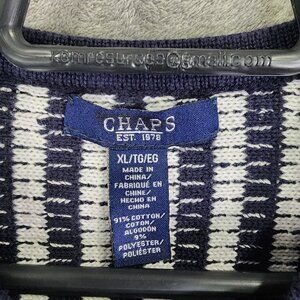 CHAPS
EST. 1978
XL/TG/EG
MADE IN
CHINA/
FABRIQUÉ EN
CHINE/
HECHO EN
CHINA
91% COTTON/
COTON/
ALGODÓN
9%
POLYESTER/
POLIÉSTER